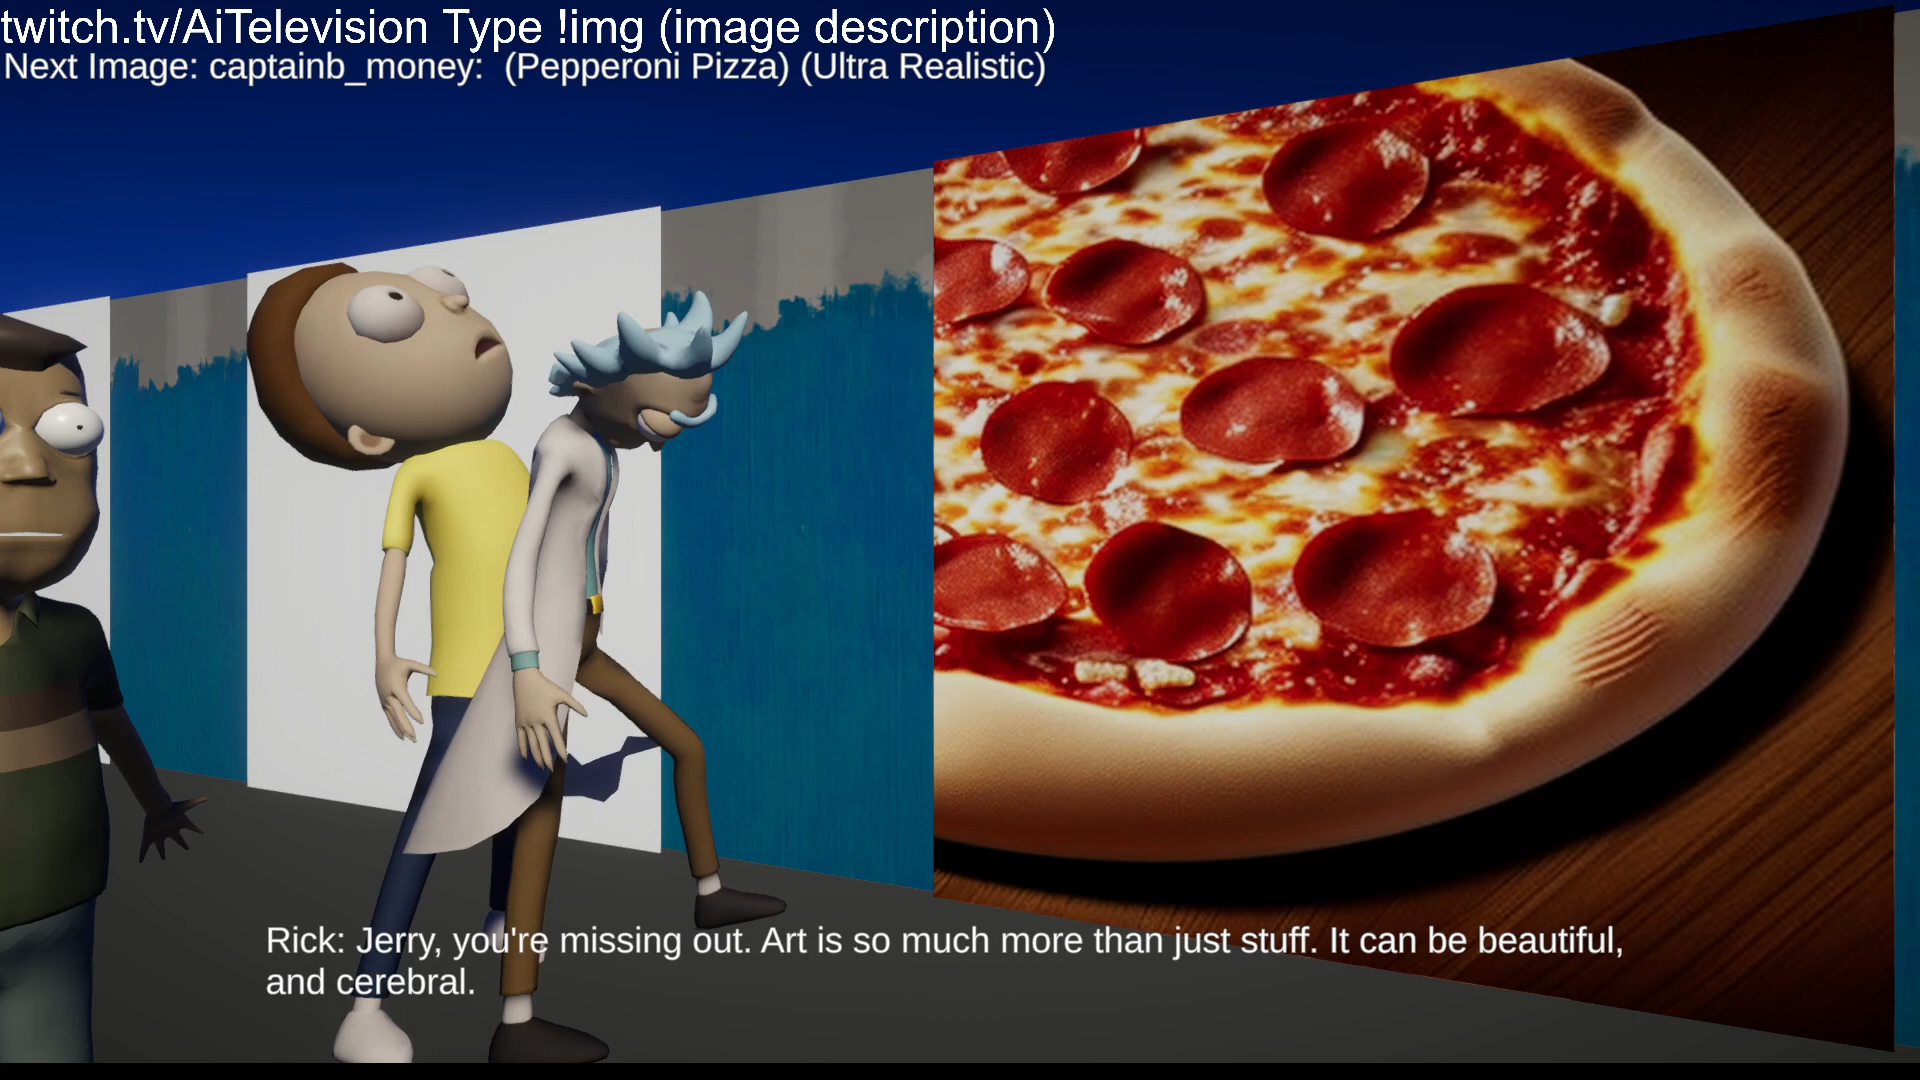 twitch.tv/AiTelevision Type !img (image description)
Next Image: captainb_money:  (Pepperoni Pizza) (Ultra Realistic)
Rick: Jerry, you're missing out. Art is so much more than just stuff. It can be beautiful,
and cerebral.